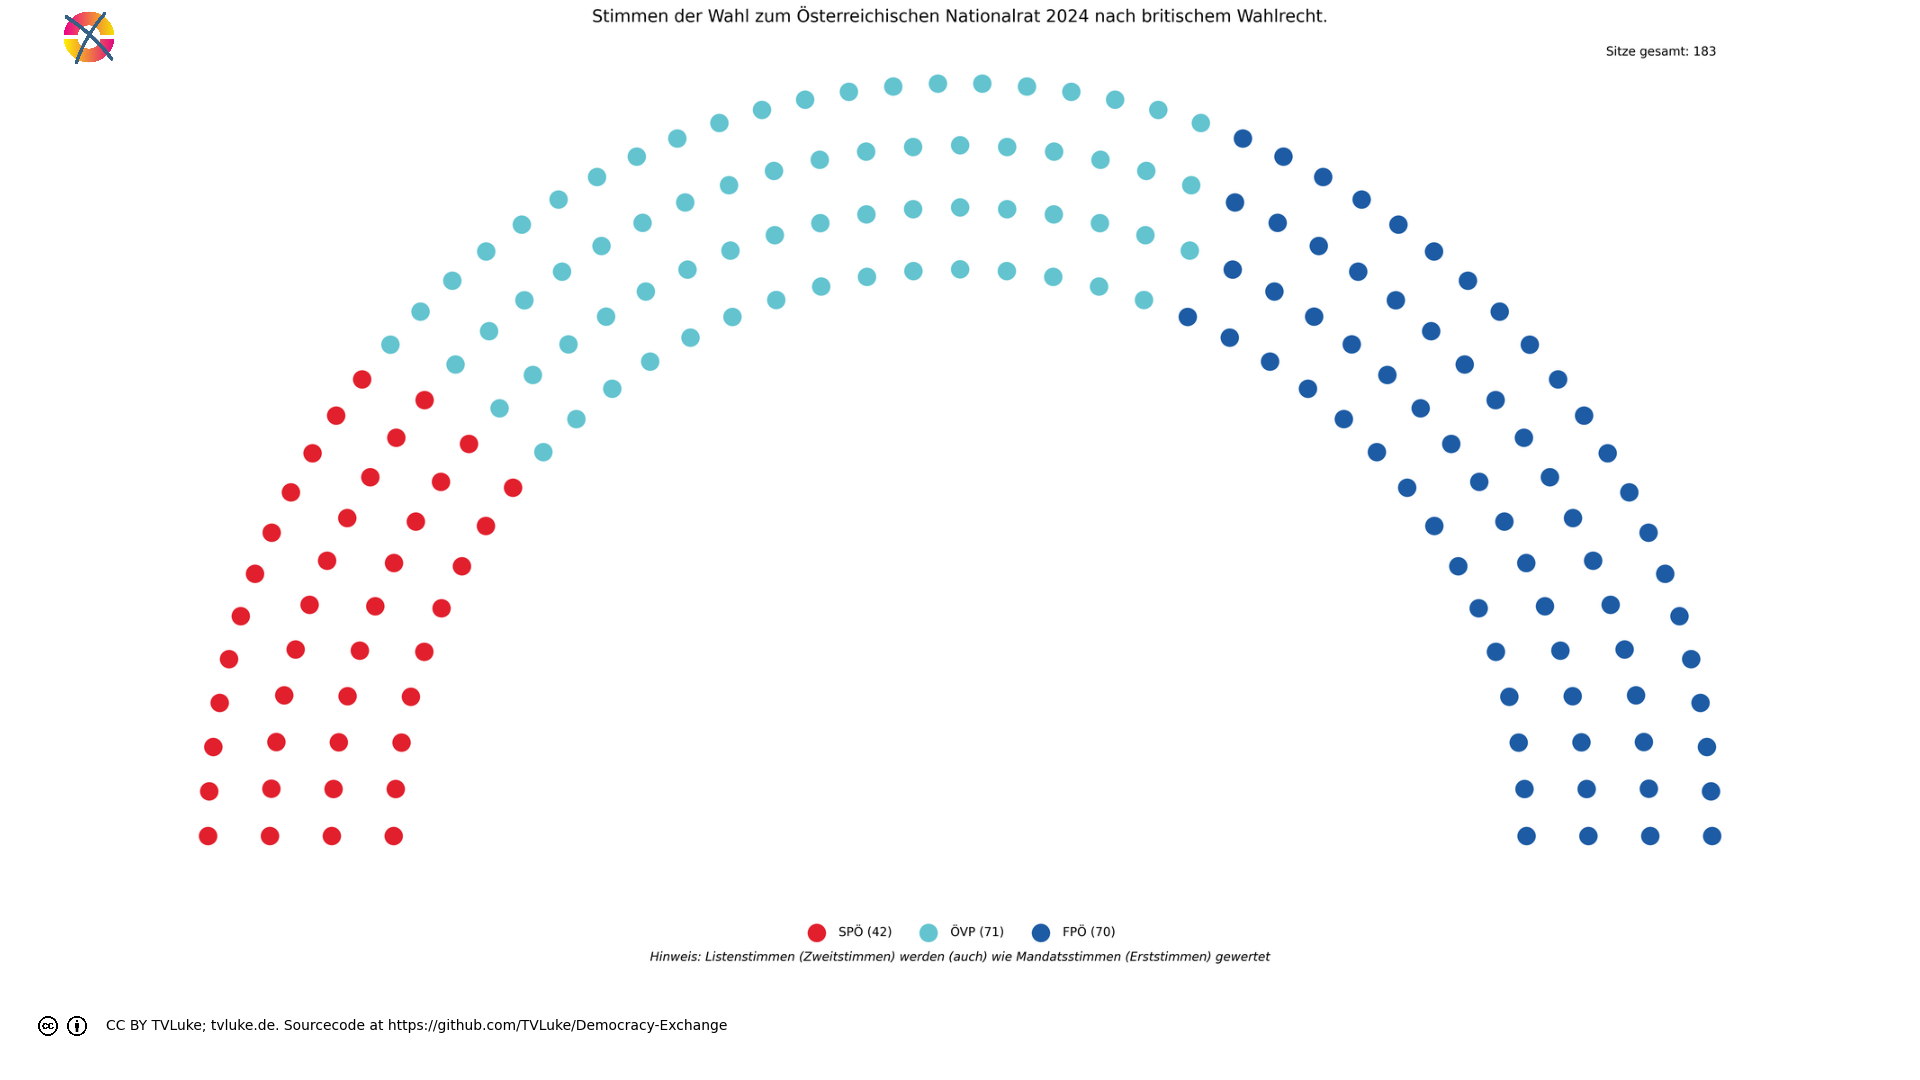 Stimmen der Wahl zum Österreichischen Nationalrat 2024 nach britischem Wahlrecht.
Sitze gesamt: 183
SPÖ (42) ÖVP (71) FPÖ (70)
Hinweis: Listenstimmen (Zweitstimmen) werden (auch) wie Mandatsstimmen (Erststimmen) gewertet
cc CC BY TVLuke; tvluke.de. Sourcecode at https://github.com/TVLuke/Democracy-Exchange